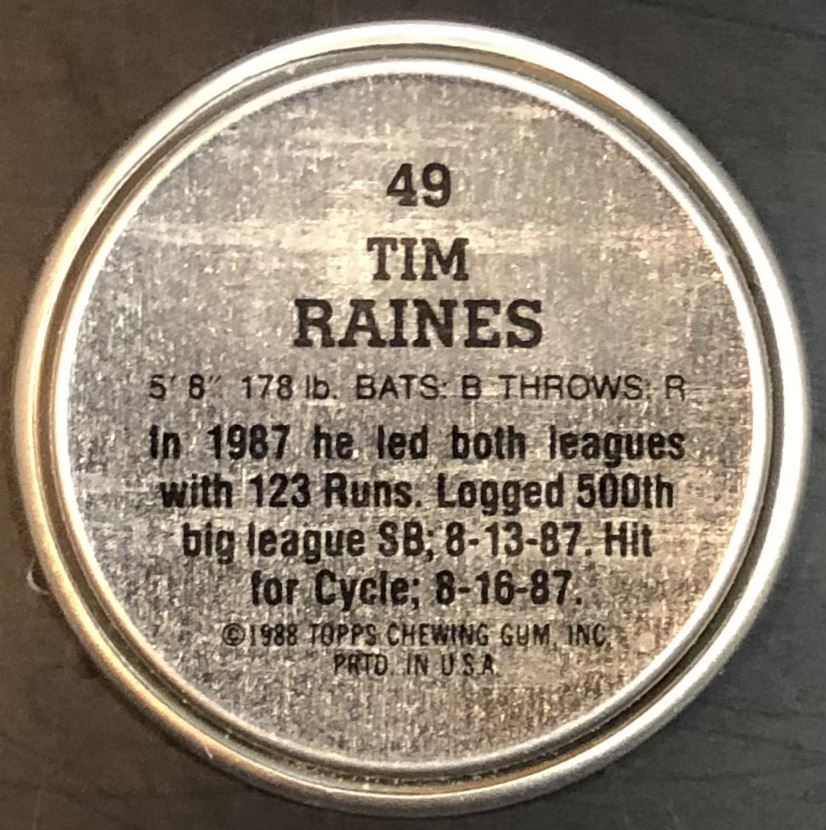 49
TIM
RAINES
5' 8" 178 lb. BATS: B THROWS: R
In 1987 he led both leagues
with 123 Runs. Logged 500th
big league SB; 8-13-87. Hit
for Cycle; 8-16-87.
©1988 TOPPS CHEWING GUM, INC.
PRTD. IN U.S.A.